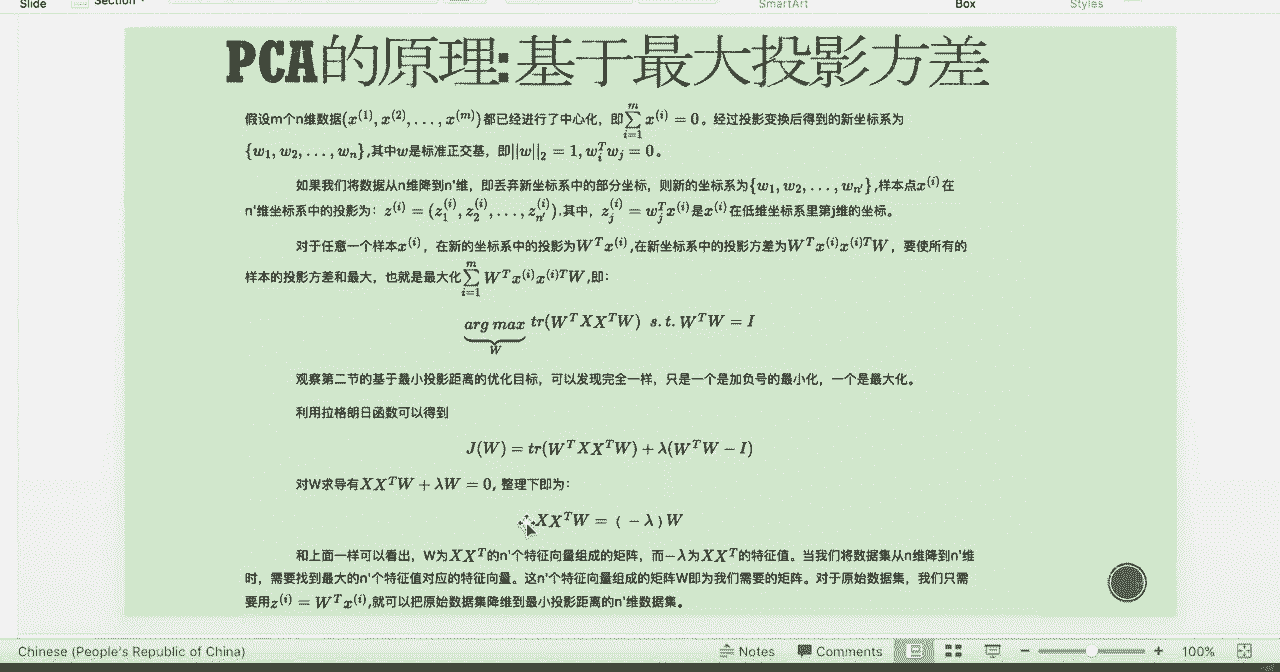 Slide
Section
SmartArt
Box
Styles
PCA的原理:基于最大投影方差
假设m个n维数据(x^{(1)}, x^{(2)}, ..., x^{(m)})都已经进行了中心化，即\sum_{i=1}^{m} x^{(i)} = 0。经过投影变换后得到的新坐标系为
{w_1, w_2, ..., w_n},其中w是标准正交基，即||w||_2 = 1, w_i^T w_j = 0。
如果我们将数据从n维降到n'维，即丢弃新坐标系中的部分坐标，则新的坐标系为{w_1, w_2, ..., w_{n'}},样本点x^{(i)}在
n'维坐标系中的投影为：z^{(i)} = (z_1^{(i)}, z_2^{(i)}, ..., z_{n'}^{(i)}).其中，z_j^{(i)} = w_j^T x^{(i)}是x^{(i)}在低维坐标系里第j维的坐标。
对于任意一个样本x^{(i)}，在新的坐标系中的投影为W^T x^{(i)},在新坐标系中的投影方差为W^T x^{(i)} x^{(i)T} W，要使所有的
样本的投影方差和最大，也就是最大化\sum_{i=1}^{m} W^T x^{(i)} x^{(i)T} W,即：
arg max_W tr(W^T XX^T W) s.t. W^T W = I
观察第二节的基于最小投影距离的优化目标，可以发现完全一样，只是一个是加负号的最小化，一个是最大化。
利用拉格朗日函数可以得到
J(W) = tr(W^T XX^T W) + λ(W^T W − I)
对W求导有XX^T W + λW = 0, 整理下即为：
XX^T W = ( − λ ) W
和上面一样可以看出，W为XX^T的n'个特征向量组成的矩阵，而−λ为XX^T的特征值。当我们将数据集从n维降到n'维
时，需要找到最大的n'个特征值对应的特征向量。这n'个特征向量组成的矩阵W即为我们需要的矩阵。对于原始数据集，我们只需
要用z^{(i)} = W^T x^{(i)},就可以把原始数据集降维到最小投影距离的n'维数据集。
Chinese (People's Republic of China)
Notes
Comments
100%